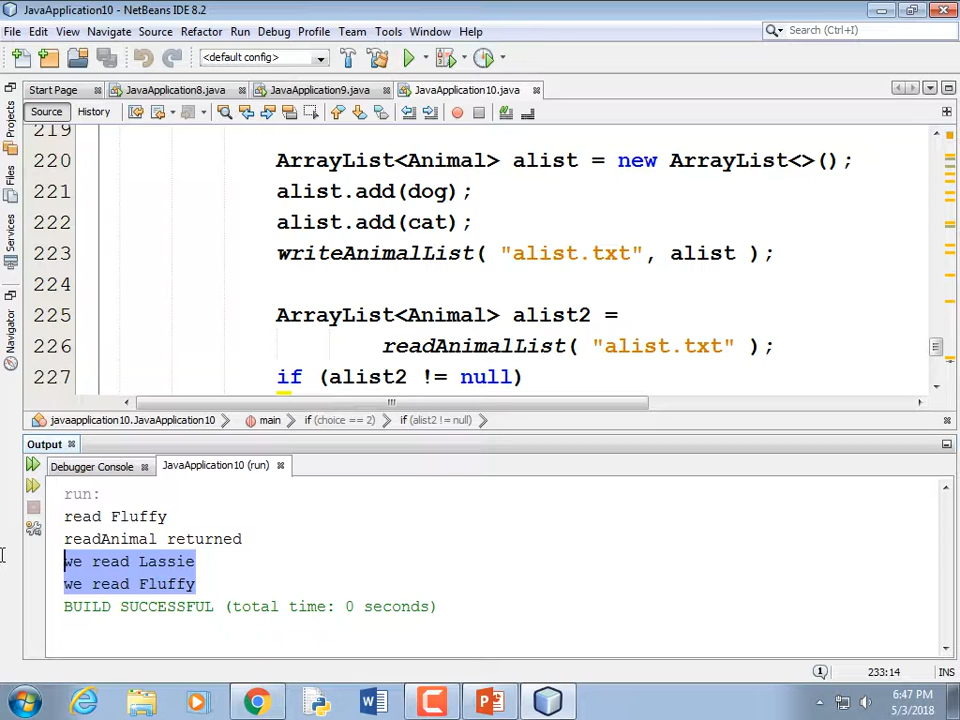 JavaApplication10 - NetBeans IDE 8.2
File Edit View Navigate Source Refactor Run Debug Profile Team Tools Window Help
Search (Ctrl+I)
<default config>
Start Page JavaApplication8.java JavaApplication9.java JavaApplication10.java
Source History
Projects
Files
Services
Navigator
219
220 ArrayList<Animal> alist = new ArrayList<>();
221 alist.add(dog);
222 alist.add(cat);
223 writeAnimalList( "alist.txt", alist );
224
225 ArrayList<Animal> alist2 =
226 readAnimalList( "alist.txt" );
227 if (alist2 != null)
javaapplication10.JavaApplication10 main if (choice == 2) if (alist2 != null)
Output
Debugger Console JavaApplication10 (run)
run:
read Fluffy
readAnimal returned
we read Lassie
we read Fluffy
BUILD SUCCESSFUL (total time: 0 seconds)
1 233:14 INS
6:47 PM
5/3/2018